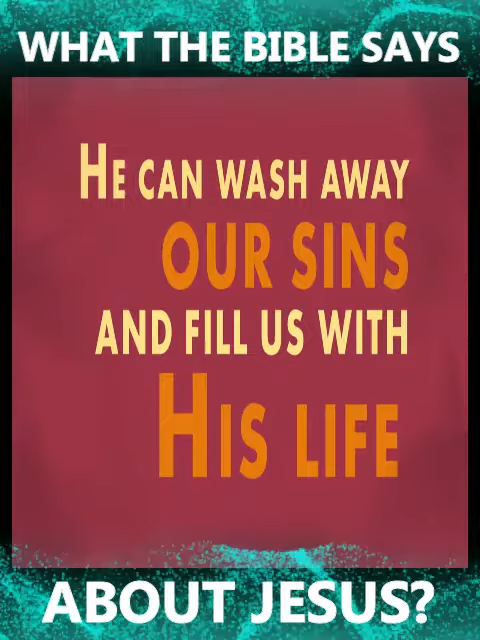 WHAT THE BIBLE SAYS
HE CAN WASH AWAY
OUR SINS
AND FILL US WITH
HIS LIFE
ABOUT JESUS?